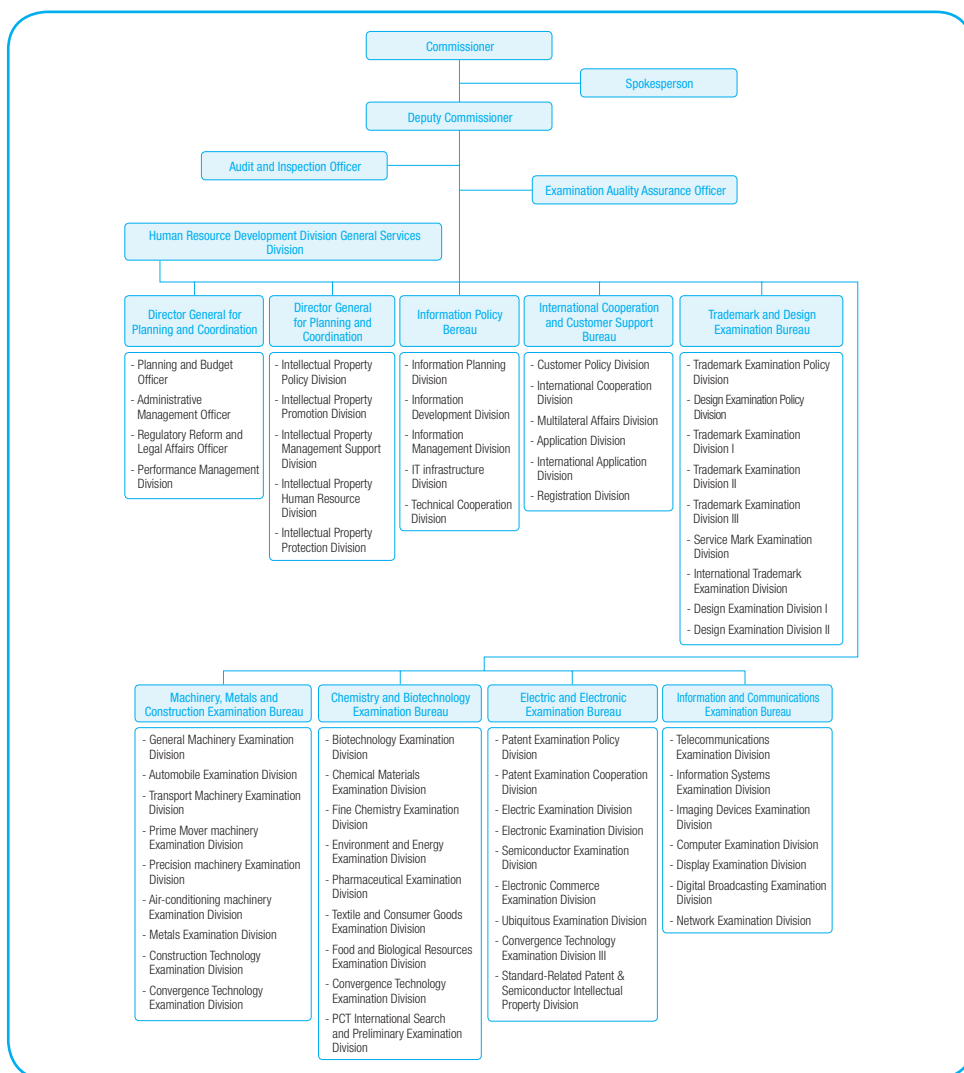 Commissioner
Spokesperson
Deputy Commissioner
Audit and Inspection Officer
Examination Auality Assurance Officer
Human Resource Development Division General Services
Division
Director General for
Planning and Coordination
- Planning and Budget
Officer
- Administrative
Management Officer
- Regulatory Reform and
Legal Affairs Officer
- Performance Management
Division
Director General
for Planning and
Coordination
- Intellectual Property
Policy Division
- Intellectual Property
Promotion Division
- Intellectual Property
Management Support
Division
- Intellectual Property
Human Resource
Division
- Intellectual Property
Protection Division
Information Policy
Bereau
- Information Planning
Division
- Information
Development Division
- Information
Management Division
- IT infrastructure
Division
- Technical Cooperation
Division
International Cooperation
and Customer Support
Bureau
- Customer Policy Division
- International Cooperation
Division
- Multilateral Affairs Division
- Application Division
- International Application
Division
- Registration Division
Trademark and Design
Examination Bureau
- Trademark Examination Policy
Division
- Design Examination Policy
Division
- Trademark Examination
Division I
- Trademark Examination
Division II
- Trademark Examination
Division III
- Service Mark Examination
Division
- International Trademark
Examination Division
- Design Examination Division I
- Design Examination Division II
Machinery, Metals and
Construction Examination Bureau
- General Machinery Examination
Division
- Automobile Examination Division
- Transport Machinery Examination
Division
- Prime Mover machinery
Examination Division
- Precision machinery Examination
Division
- Air-conditioning machinery
Examination Division
- Metals Examination Division
- Construction Technology
Examination Division
- Convergence Technology
Examination Division
Chemistry and Biotechnology
Examination Bureau
- Biotechnology Examination
Division
- Chemical Materials
Examination Division
- Fine Chemistry Examination
Division
- Environment and Energy
Examination Division
- Pharmaceutical Examination
Division
- Textile and Consumer Goods
Examination Division
- Food and Biological Resources
Examination Division
- Convergence Technology
Examination Division
- PCT International Search
and Preliminary Examination
Division
Electric and Electronic
Examination Bureau
- Patent Examination Policy
Division
- Patent Examination Cooperation
Division
- Electric Examination Division
- Electronic Examination Division
- Semiconductor Examination
Division
- Electronic Commerce
Examination Division
- Ubiquitous Examination Division
- Convergence Technology
Examination Division III
- Standard-Related Patent &
Semiconductor Intellectual
Property Division
Information and Communications
Examination Bureau
- Telecommunications
Examination Division
- Information Systems
Examination Division
- Imaging Devices Examination
Division
- Computer Examination Division
- Display Examination Division
- Digital Broadcasting Examination
Division
- Network Examination Division